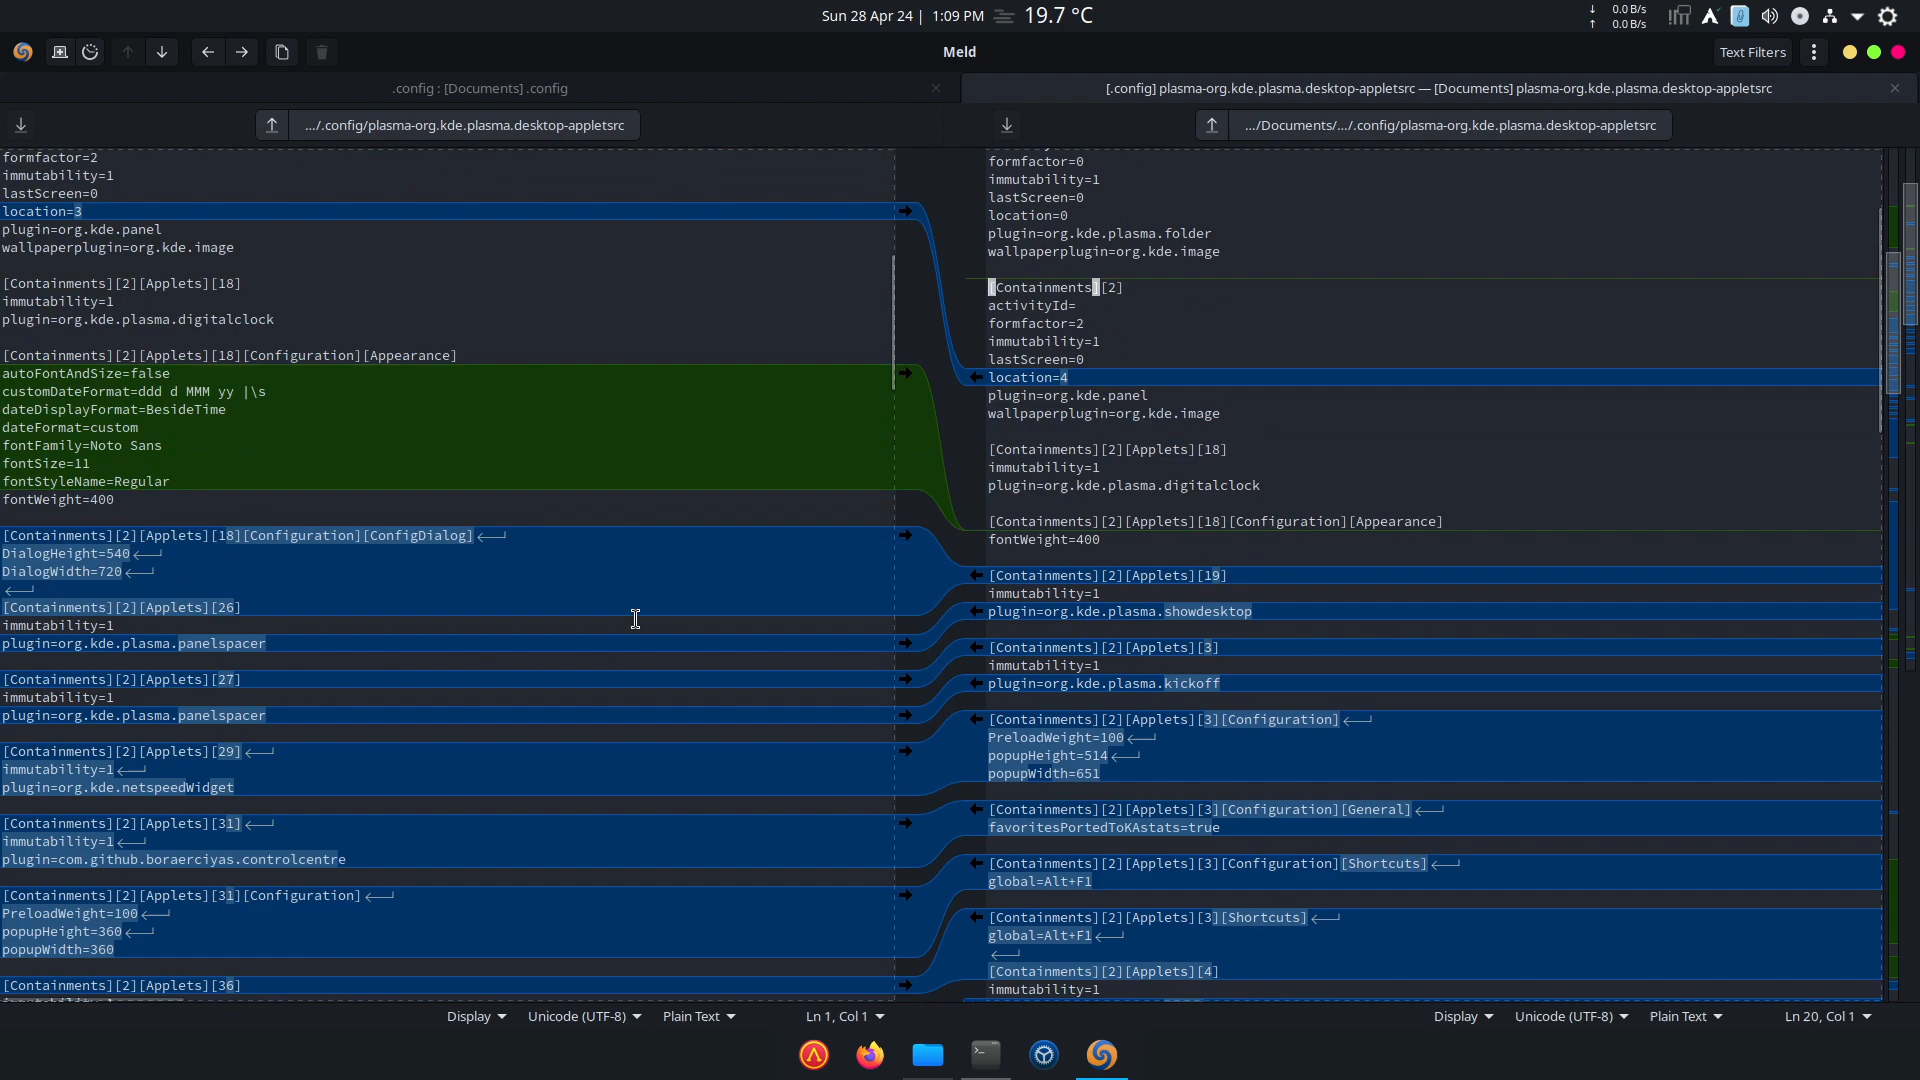 Sun 28 Apr 24 | 1:09 PM 19.7 °C
↓ 0.0 B/s
↑ 0.0 B/s
Meld
Text Filters
.config : [Documents] .config
[.config] plasma-org.kde.plasma.desktop-appletsrc — [Documents] plasma-org.kde.plasma.desktop-appletsrc
.../.config/plasma-org.kde.plasma.desktop-appletsrc
.../Documents/.../.config/plasma-org.kde.plasma.desktop-appletsrc
formfactor=2
immutability=1
lastScreen=0
location=3
plugin=org.kde.panel
wallpaperplugin=org.kde.image
[Containments][2][Applets][18]
immutability=1
plugin=org.kde.plasma.digitalclock
[Containments][2][Applets][18][Configuration][Appearance]
autoFontAndSize=false
customDateFormat=ddd d MMM yy |\s
dateDisplayFormat=BesideTime
dateFormat=custom
fontFamily=Noto Sans
fontSize=11
fontStyleName=Regular
fontWeight=400
[Containments][2][Applets][18][Configuration][ConfigDialog]
DialogHeight=540
DialogWidth=720
[Containments][2][Applets][26]
immutability=1
plugin=org.kde.plasma.panelspacer
[Containments][2][Applets][27]
immutability=1
plugin=org.kde.plasma.panelspacer
[Containments][2][Applets][29]
immutability=1
plugin=org.kde.netspeedWidget
[Containments][2][Applets][31]
immutability=1
plugin=com.github.boraerciyas.controlcentre
[Containments][2][Applets][31][Configuration]
PreloadWeight=100
popupHeight=360
popupWidth=360
[Containments][2][Applets][36]
formfactor=0
immutability=1
lastScreen=0
location=0
plugin=org.kde.plasma.folder
wallpaperplugin=org.kde.image
[Containments][2]
activityId=
formfactor=2
immutability=1
lastScreen=0
location=4
plugin=org.kde.panel
wallpaperplugin=org.kde.image
[Containments][2][Applets][18]
immutability=1
plugin=org.kde.plasma.digitalclock
[Containments][2][Applets][18][Configuration][Appearance]
fontWeight=400
[Containments][2][Applets][19]
immutability=1
plugin=org.kde.plasma.showdesktop
[Containments][2][Applets][3]
immutability=1
plugin=org.kde.plasma.kickoff
[Containments][2][Applets][3][Configuration]
PreloadWeight=100
popupHeight=514
popupWidth=651
[Containments][2][Applets][3][Configuration][General]
favoritesPortedToKAstats=true
[Containments][2][Applets][3][Configuration][Shortcuts]
global=Alt+F1
[Containments][2][Applets][3][Shortcuts]
global=Alt+F1
[Containments][2][Applets][4]
immutability=1
Display Unicode (UTF-8) Plain Text Ln 1, Col 1
Display Unicode (UTF-8) Plain Text Ln 20, Col 1